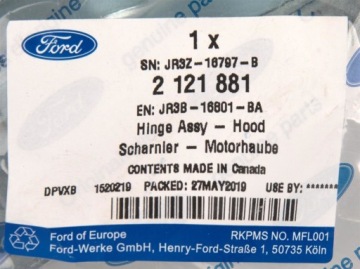 Ford
1 x
SN: JR3Z-16797-B
2 121 881
EN: JR3B-16801-BA
Hinge Assy - Hood
Scharnier - Motorhaube
CONTENTS MADE IN CANADA
DPVXB 1520219 PACKED: 27MAY2019 USE BY: *******
Ford of Europe RKPMS NO. MFL001
Ford-Werke GmbH, Henry-Ford-Straße 1, 50735 Köln